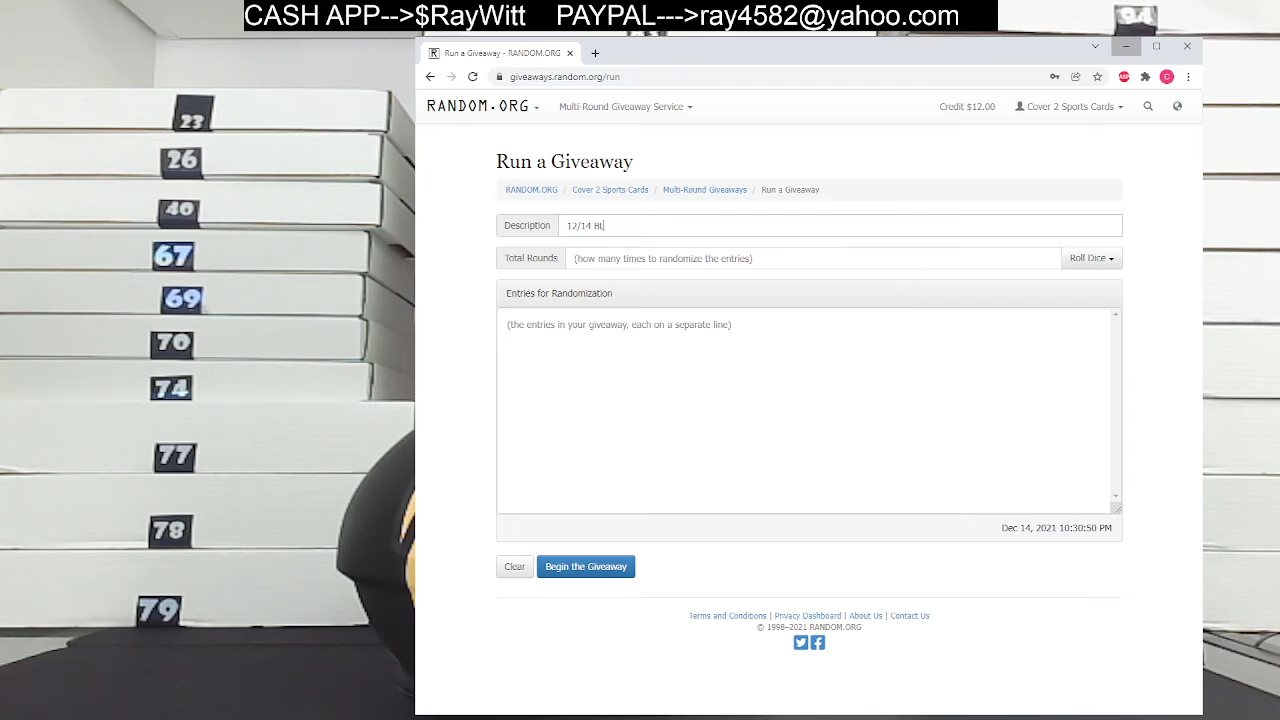 CASH APP-->$RayWitt PAYPAL--->ray4582@yahoo.com
94
23
26
40
67
69
70
74
77
78
79
Run a Giveaway - RANDOM.ORG
giveaways.random.org/run
ABP
C
RANDOM.ORG
Multi-Round Giveaway Service
Credit $12.00
Cover 2 Sports Cards
Run a Giveaway
RANDOM.ORG / Cover 2 Sports Cards / Multi-Round Giveaways / Run a Giveaway
Description 12/14 BL
Total Rounds (how many times to randomize the entries) Roll Dice
Entries for Randomization
(the entries in your giveaway, each on a separate line)
Dec 14, 2021 10:30:50 PM
Clear Begin the Giveaway
Terms and Conditions | Privacy Dashboard | About Us | Contact Us
© 1998–2021 RANDOM.ORG